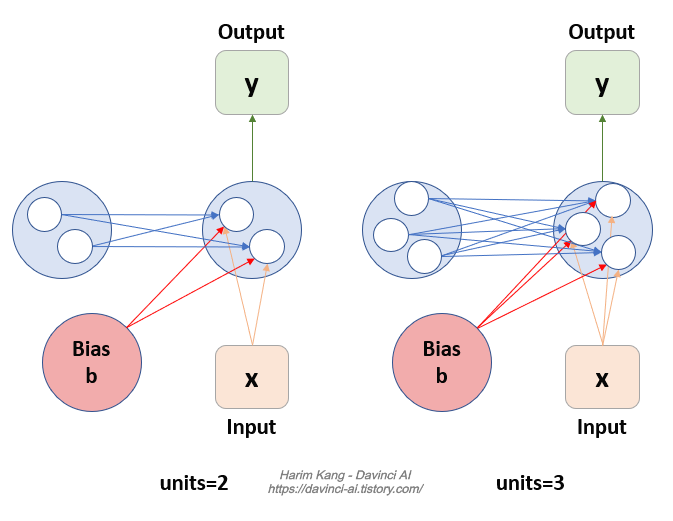 Output
Output
y
y
Bias
b
x
Input
Bias
b
x
Input
units=2
Harim Kang - Davinci AI
https://davinci-ai.tistory.com/
units=3